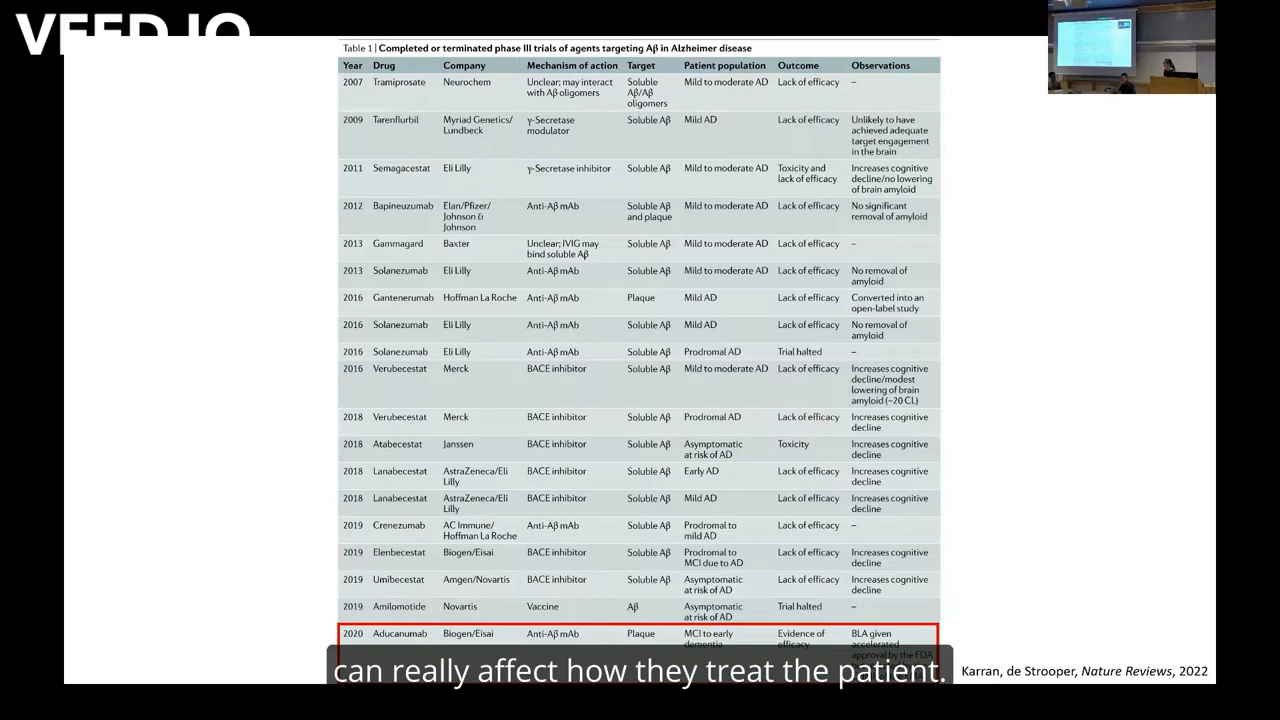 VEED.IO
Table 1 | Completed or terminated phase III trials of agents targeting Aβ in Alzheimer disease
Year Drug Company Mechanism of action Target Patient population Outcome Observations
2007 Tramiprosate Neurochem Unclear; may interact Soluble Mild to moderate AD Lack of efficacy –
with Aβ oligomers Aβ/Aβ
oligomers
2009 Tarenflurbil Myriad Genetics/ γ-Secretase Soluble Aβ Mild AD Lack of efficacy Unlikely to have
Lundbeck modulator achieved adequate
target engagement
in the brain
2011 Semagacestat Eli Lilly γ-Secretase inhibitor Soluble Aβ Mild to moderate AD Toxicity and Increases cognitive
lack of efficacy decline/no lowering
of brain amyloid
2012 Bapineuzumab Elan/Pfizer/ Anti-Aβ mAb Soluble Aβ Mild to moderate AD Lack of efficacy No significant
Johnson & and plaque removal of amyloid
Johnson
2013 Gammagard Baxter Unclear; IVIG may Soluble Aβ Mild to moderate AD Lack of efficacy –
bind soluble Aβ
2013 Solanezumab Eli Lilly Anti-Aβ mAb Soluble Aβ Mild to moderate AD Lack of efficacy No removal of
amyloid
2016 Gantenerumab Hoffman La Roche Anti-Aβ mAb Plaque Mild AD Lack of efficacy Converted into an
open-label study
2016 Solanezumab Eli Lilly Anti-Aβ mAb Soluble Aβ Mild AD Lack of efficacy No removal of
amyloid
2016 Solanezumab Eli Lilly Anti-Aβ mAb Soluble Aβ Prodromal AD Trial halted –
2016 Verubecestat Merck BACE inhibitor Soluble Aβ Mild to moderate AD Lack of efficacy Increases cognitive
decline/modest
lowering of brain
amyloid (~20 CL)
2018 Verubecestat Merck BACE inhibitor Soluble Aβ Prodromal AD Lack of efficacy Increases cognitive
decline
2018 Atabecestat Janssen BACE inhibitor Soluble Aβ Asymptomatic Toxicity Increases cognitive
at risk of AD decline
2018 Lanabecestat AstraZeneca/Eli BACE inhibitor Soluble Aβ Early AD Lack of efficacy Increases cognitive
Lilly decline
2018 Lanabecestat AstraZeneca/Eli BACE inhibitor Soluble Aβ Mild AD Lack of efficacy Increases cognitive
Lilly decline
2019 Crenezumab AC Immune/ Anti-Aβ mAb Soluble Aβ Prodromal to Lack of efficacy –
Hoffman La Roche mild AD
2019 Elenbecestat Biogen/Eisai BACE inhibitor Soluble Aβ Prodromal to Lack of efficacy Increases cognitive
MCI due to AD decline
2019 Umibecestat Amgen/Novartis BACE inhibitor Soluble Aβ Asymptomatic Lack of efficacy Increases cognitive
at risk of AD decline
2019 Amilomotide Novartis Vaccine Aβ Asymptomatic Trial halted –
at risk of AD
2020 Aducanumab Biogen/Eisai Anti-Aβ mAb Plaque MCI to early Evidence of BLA given
dementia efficacy accelerated
approval by the FDA
can really affect how they treat the patient.
Karran, de Strooper, Nature Reviews, 2022